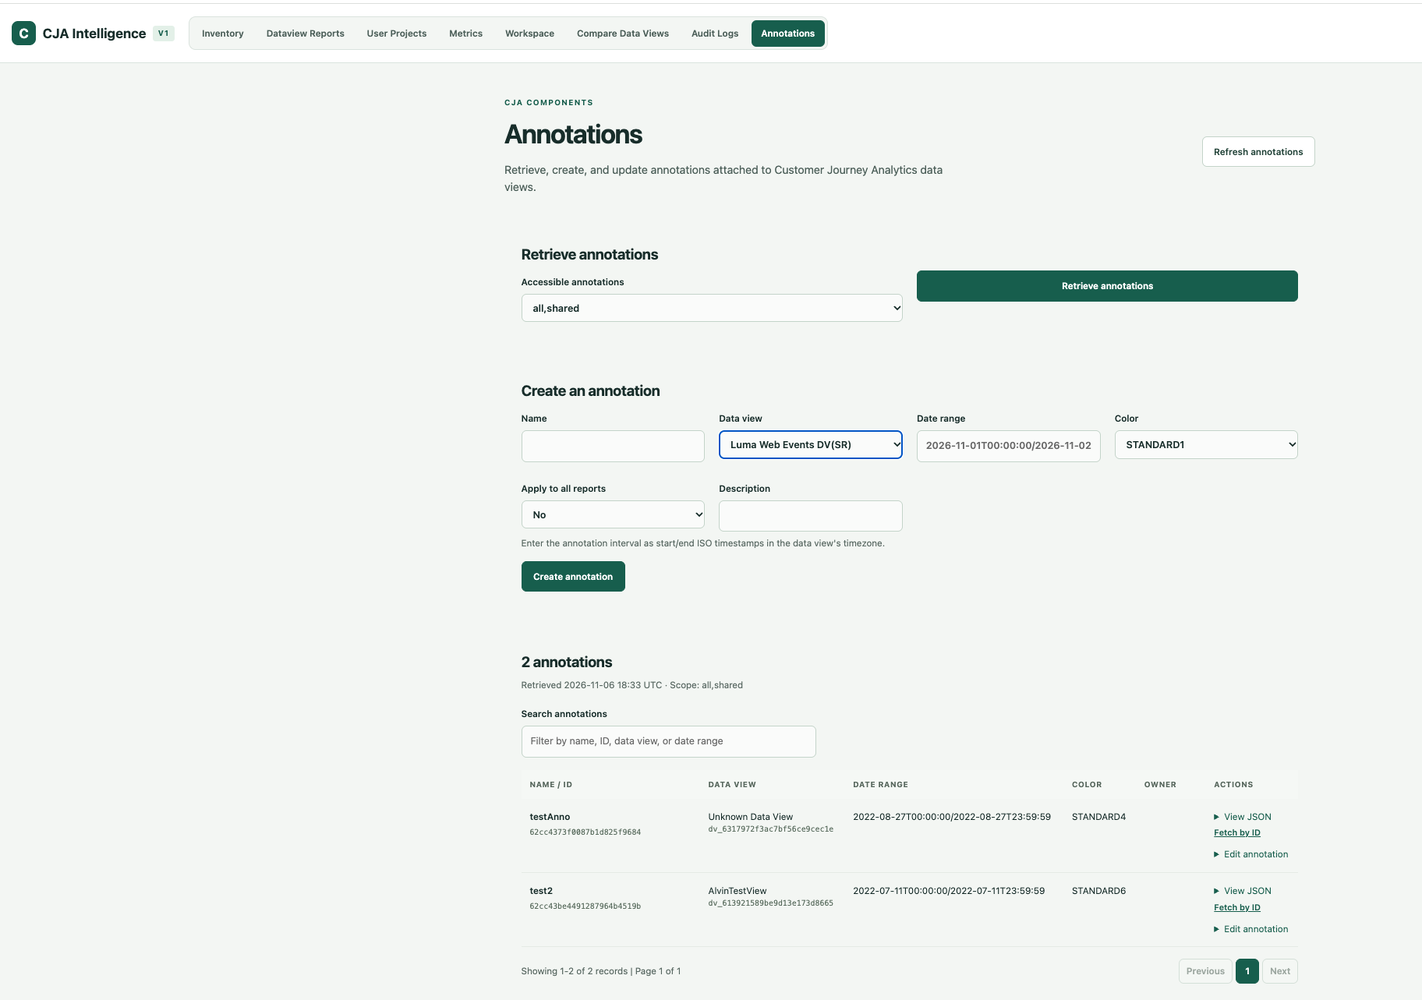 C CJA Intelligence V1 Inventory Dataview Reports User Projects Metrics Workspace Compare Data Views Audit Logs Annotations
CJA COMPONENTS
Annotations
Refresh annotations
Retrieve, create, and update annotations attached to Customer Journey Analytics data
views.
Retrieve annotations
Accessible annotations
Retrieve annotations
all,shared
Create an annotation
Name Data view Date range Color
Luma Web Events DV(SR) 2026-11-01T00:00:00/2026-11-02 STANDARD1
Apply to all reports Description
No
Enter the annotation interval as start/end ISO timestamps in the data view's timezone.
Create annotation
2 annotations
Retrieved 2026-11-06 18:33 UTC · Scope: all,shared
Search annotations
Filter by name, ID, data view, or date range
NAME / ID DATA VIEW DATE RANGE COLOR OWNER ACTIONS
testAnno Unknown Data View 2022-08-27T00:00:00/2022-08-27T23:59:59 STANDARD4 ▶ View JSON
62cc4373f0087b1d825f9684 dv_6317972f3ac7bf56ce9cec1e Fetch by ID
▶ Edit annotation
test2 AlvinTestView 2022-07-11T00:00:00/2022-07-11T23:59:59 STANDARD6 ▶ View JSON
62cc43be4491287964b4519b dv_613921589be9d13e173d8665 Fetch by ID
▶ Edit annotation
Showing 1-2 of 2 records | Page 1 of 1 Previous 1 Next